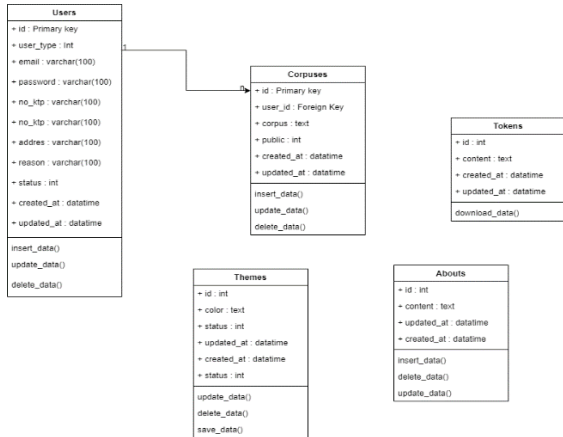 Users
+ id : Primary key
+ user_type : Int
+ email : varchar(100)
+ password : varchar(100)
+ no_ktp : varchar(100)
+ no_ktp : varchar(100)
+ addres : varchar(100)
+ reason : varchar(100)
+ status : int
+ created_at : datatime
+ updated_at : datatime
insert_data()
update_data()
delete_data()
1
n
Corpuses
+ id : Primary key
+ user_id : Foreign Key
+ corpus : text
+ public : int
+ created_at : datatime
+ updated_at : datatime
insert_data()
update_data()
delete_data()
Tokens
+ id : int
+ content : text
+ created_at : datatime
+ updated_at : datatime
download_data()
Themes
+ id : int
+ color : text
+ status : int
+ updated_at : datatime
+ created_at : datatime
+ status : int
update_data()
delete_data()
save_data()
Abouts
+ id : int
+ content : text
+ updated_at : datatime
+ created_at : datatime
insert_data()
delete_data()
update_data()